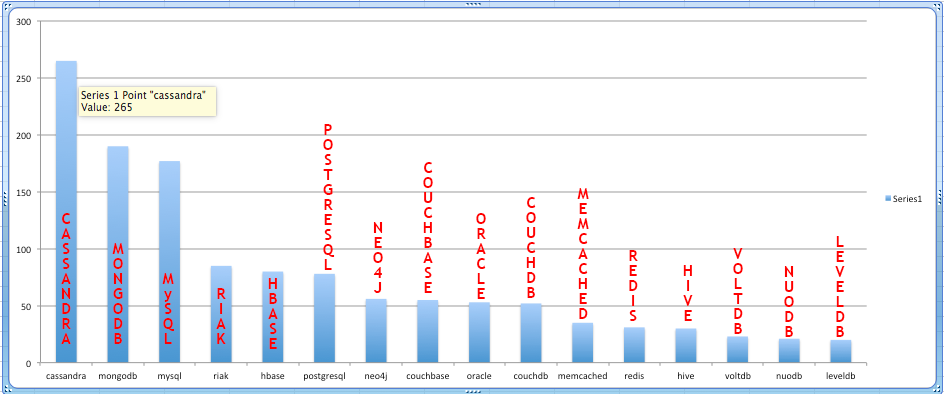 300
250
200
150
100
50
0
Series 1 Point "cassandra"
Value: 265
CASSANDRA
MONGODB
MySQL
RIAK
HBASE
POSTGRESQL
NEO4J
COUCHBASE
ORACLE
COUCHDB
MEMCACHED
REDIS
HIVE
VOLTDB
NUODB
LEVELDB
Series1
cassandra mongodb mysql riak hbase postgresql neo4j couchbase oracle couchdb memcached redis hive voltdb nuodb leveldb